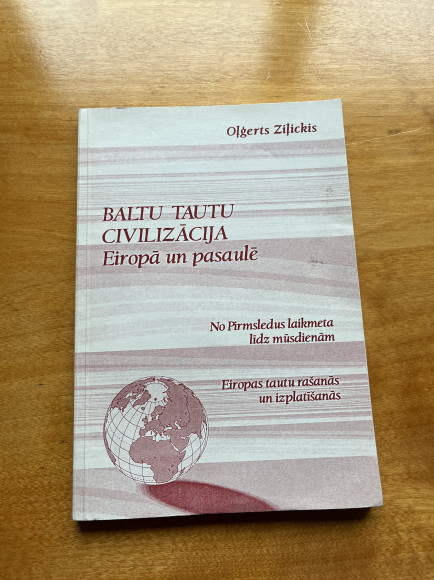 Oļģerts Ziļickis
BALTU TAUTU
CIVILIZĀCIJA
Eiropā un pasaulē
No Pirmsledus laikmeta
līdz mūsdienām
Eiropas tautu rašanās
un izplatīšanās